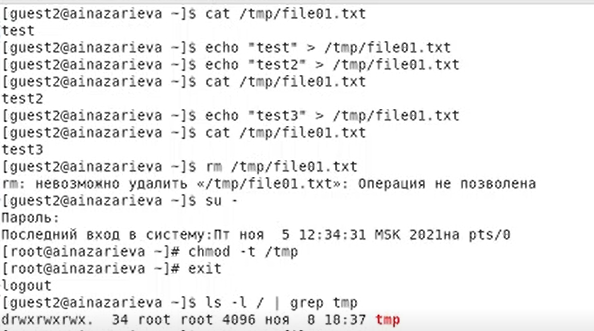 [guest2@ainazarieva ~]$ cat /tmp/file01.txt
test
[guest2@ainazarieva ~]$ echo "test" > /tmp/file01.txt
[guest2@ainazarieva ~]$ echo "test2" > /tmp/file01.txt
[guest2@ainazarieva ~]$ cat /tmp/file01.txt
test2
[guest2@ainazarieva ~]$ echo "test3" > /tmp/file01.txt
[guest2@ainazarieva ~]$ cat /tmp/file01.txt
test3
[guest2@ainazarieva ~]$ rm /tmp/file01.txt
rm: невозможно удалить «/tmp/file01.txt»: Операция не позволена
[guest2@ainazarieva ~]$ su -
Пароль:
Последний вход в систему:Пт ноя  5 12:34:31 MSK 2021на pts/0
[root@ainazarieva ~]# chmod -t /tmp
[root@ainazarieva ~]# exit
logout
[guest2@ainazarieva ~]$ ls -l / | grep tmp
drwxrwxrwx.  34 root root 4096 ноя  8 18:37 tmp